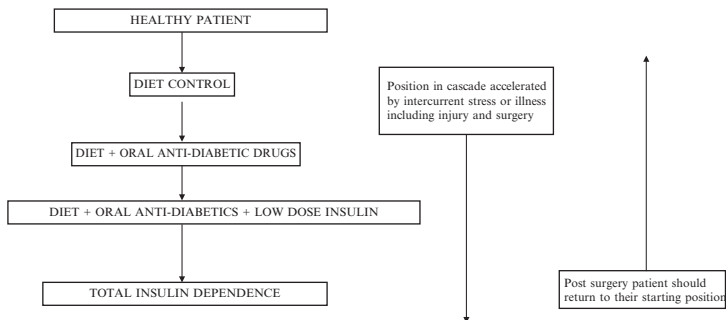 HEALTHY PATIENT
DIET CONTROL
DIET + ORAL ANTI-DIABETIC DRUGS
DIET + ORAL ANTI-DIABETICS + LOW DOSE INSULIN
TOTAL INSULIN DEPENDENCE
Position in cascade accelerated
by intercurrent stress or illness
including injury and surgery
Post surgery patient should
return to their starting position